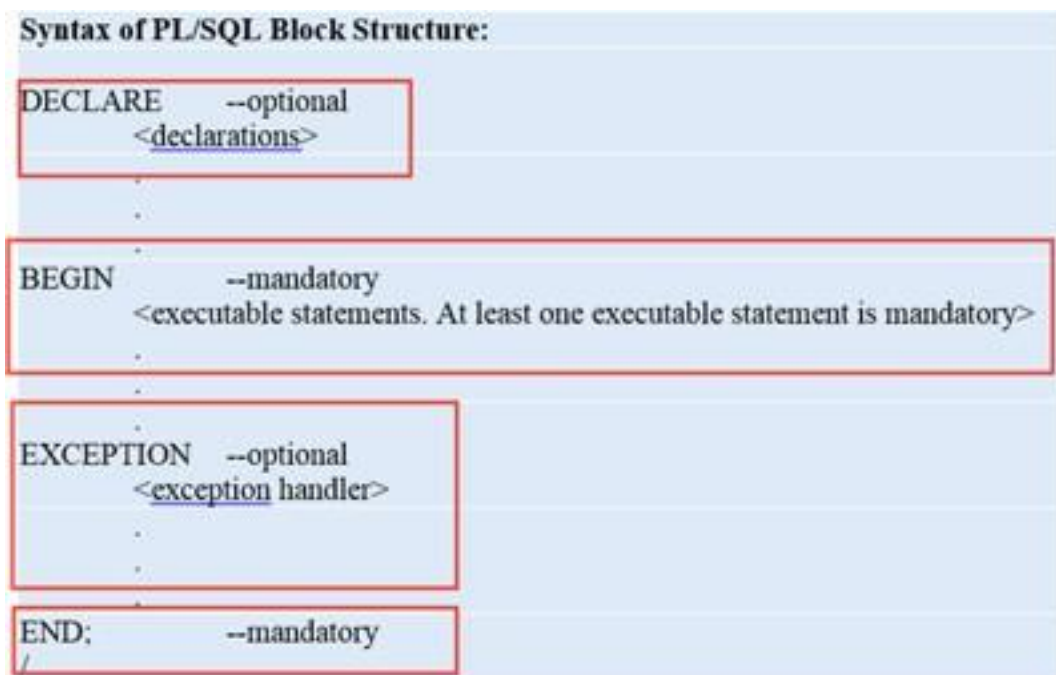 Syntax of PL/SQL Block Structure:
DECLARE --optional
<declarations>
.
.
.
BEGIN --mandatory
<executable statements. At least one executable statement is mandatory>
.
.
.
EXCEPTION --optional
<exception handler>
.
.
.
END; --mandatory
/